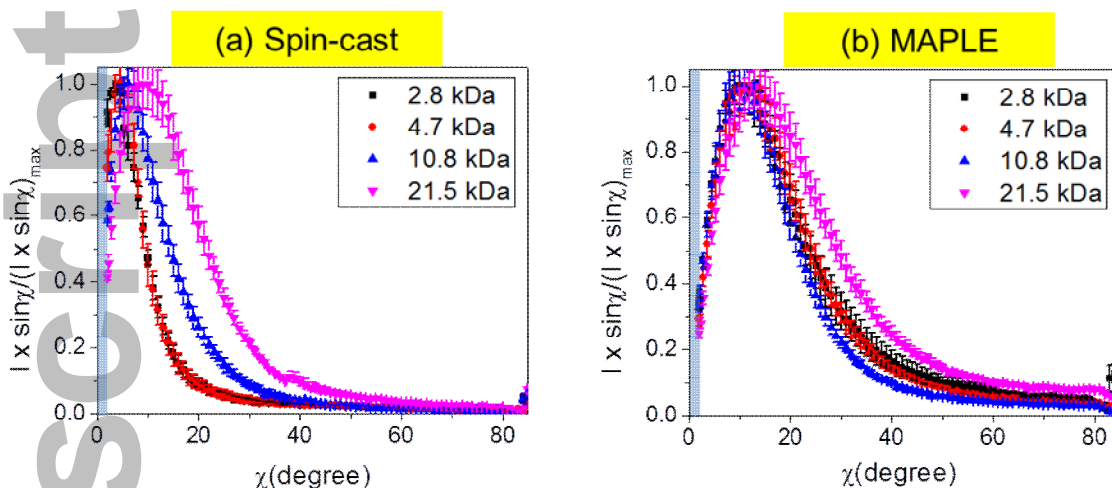 (a) Spin-cast
I x sinχ/(I x sinχ)max
1.0
0.8
0.6
0.4
0.2
0.0
2.8 kDa
4.7 kDa
10.8 kDa
21.5 kDa
0
20
40
60
80
χ(degree)
(b) MAPLE
I x sinχ/(I x sinχ)max
1.0
0.8
0.6
0.4
0.2
0.0
2.8 kDa
4.7 kDa
10.8 kDa
21.5 kDa
0
20
40
60
80
χ(degree)
script